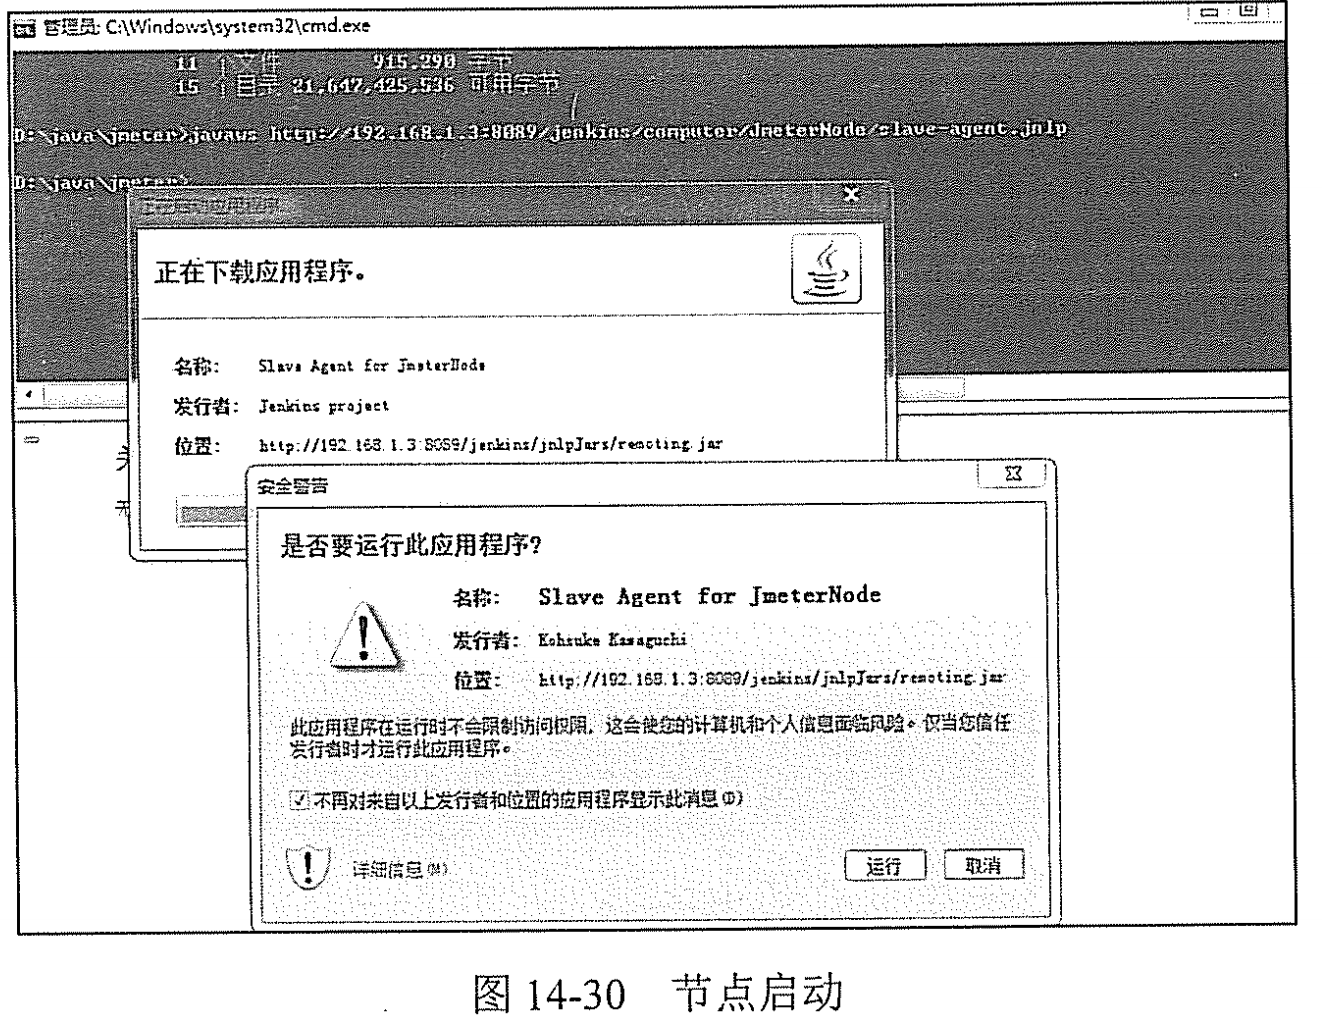 管理员: C:\Windows\system32\cmd.exe
11 个文件 915,290 字节
15 个目录 21,647,425,536 可用字节
D:\java\jmeter>javaws http://192.168.1.3:8089/jenkins/computer/JmeterNode/slave-agent.jnlp
D:\java\jmeter>
正在启动应用程序...
正在下载应用程序。
名称: Slave Agent for JmeterNode
发行者: Jenkins project
位置: http://192.168.1.3:8089/jenkins/jnlpJars/remoting.jar
安全警告
是否要运行此应用程序?
名称: Slave Agent for JmeterNode
发行者: Kohsuke Kawaguchi
位置: http://192.168.1.3:8089/jenkins/jnlpJars/remoting.jar
此应用程序在运行时不会限制访问权限，这会使您的计算机和个人信息面临风险。仅当您信任
发行者时才运行此应用程序。
不再对来自以上发行者和位置的应用程序显示此消息(D)
详细信息(M)
运行 取消
图 14-30 节点启动